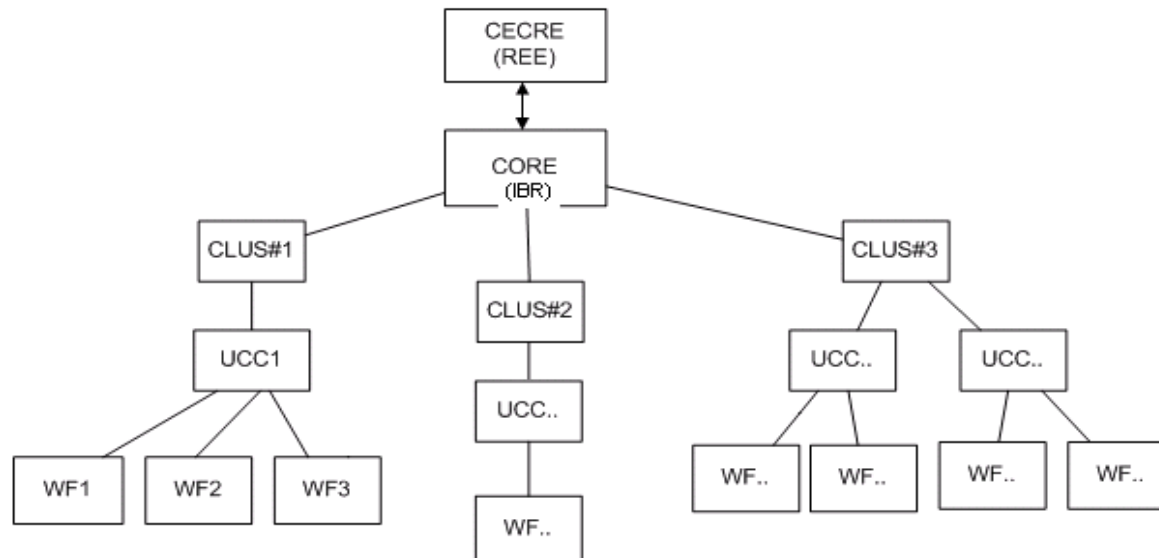 CECRE
(REE)
CORE
(IBR)
CLUS#1
CLUS#3
CLUS#2
UCC1
UCC..
UCC..
UCC..
WF1
WF2
WF3
WF..
WF..
WF..
WF..
WF..